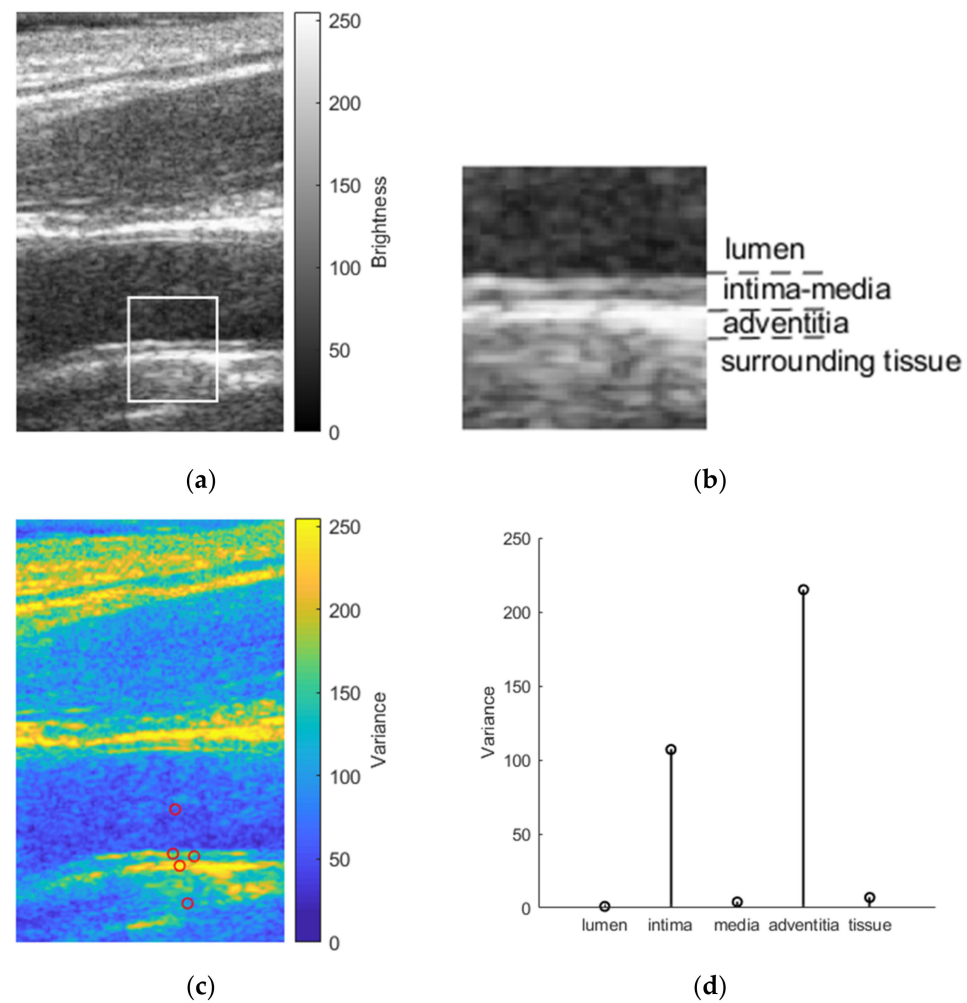 250
200
150
100
50
0
Brightness
lumen
intima-media
adventitia
surrounding tissue
(a)
(b)
250
200
150
100
50
0
Variance
250
200
150
100
50
0
Variance
lumen intima media adventitia tissue
(c)
(d)